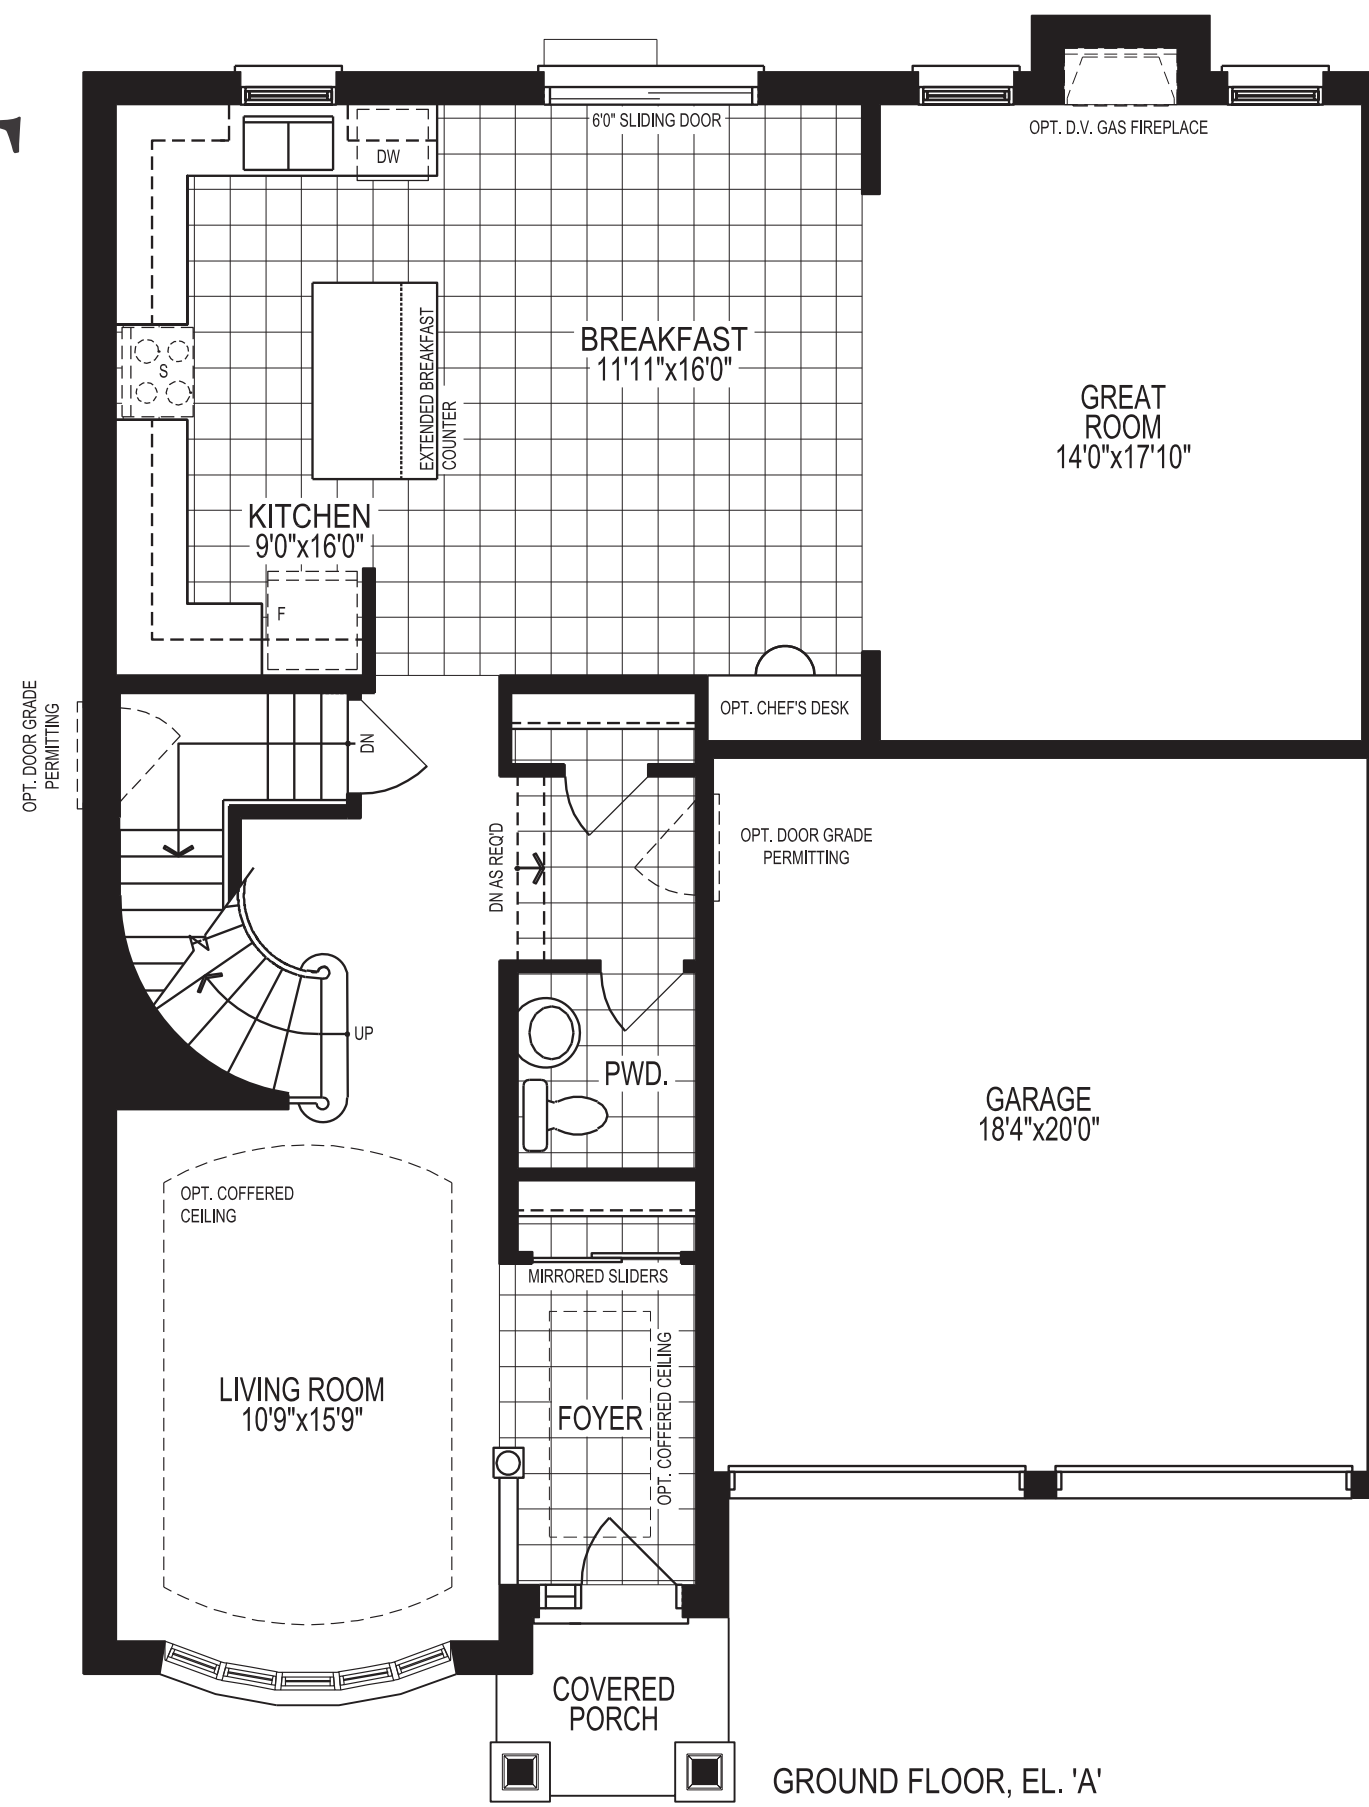 6'0" SLIDING DOOR
OPT. D.V. GAS FIREPLACE
DW
BREAKFAST
11'11"x16'0"
S
EXTENDED BREAKFAST
COUNTER
GREAT
ROOM
14'0"x17'10"
KITCHEN
9'0"x16'0"
F
OPT. DOOR GRADE
PERMITTING
DN
OPT. CHEF'S DESK
DN AS REQ'D
OPT. DOOR GRADE
PERMITTING
UP
PWD.
GARAGE
18'4"x20'0"
OPT. COFFERED
CEILING
MIRRORED SLIDERS
LIVING ROOM
10'9"x15'9"
FOYER
OPT. COFFERED CEILING
COVERED
PORCH
GROUND FLOOR, EL. 'A'